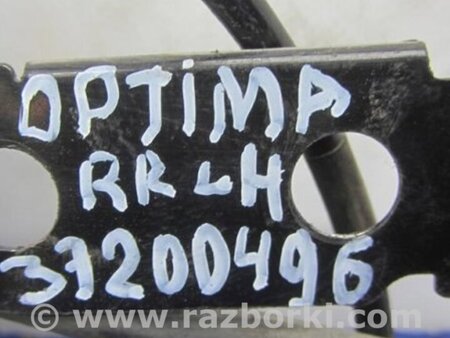 OPTIMA
RR LH
37200496
© - www.razborki.com -